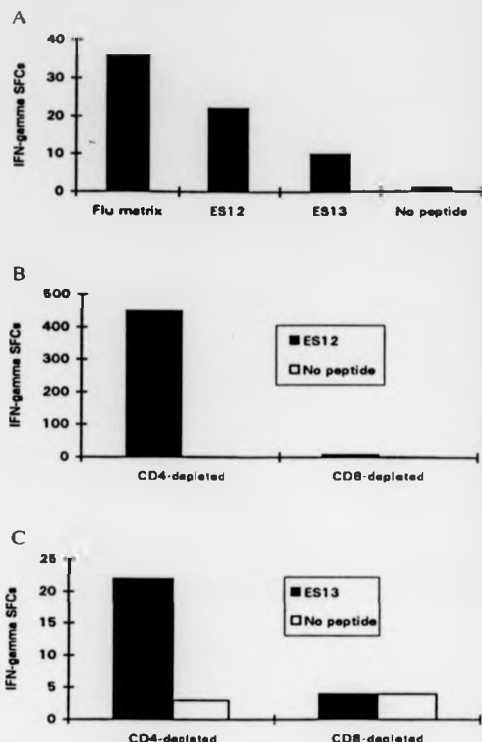 A
IFN-gamma SFCs
40
30
20
10
0
Flu matrix ES12 ES13 No peptide
B
IFN-gamma SFCs
500
400
300
200
100
0
ES12
No peptide
CD4-depleted CD8-depleted
C
IFN-gamma SFCs
25
20
15
10
5
0
ES13
No peptide
CD4-depleted CD8-depleted